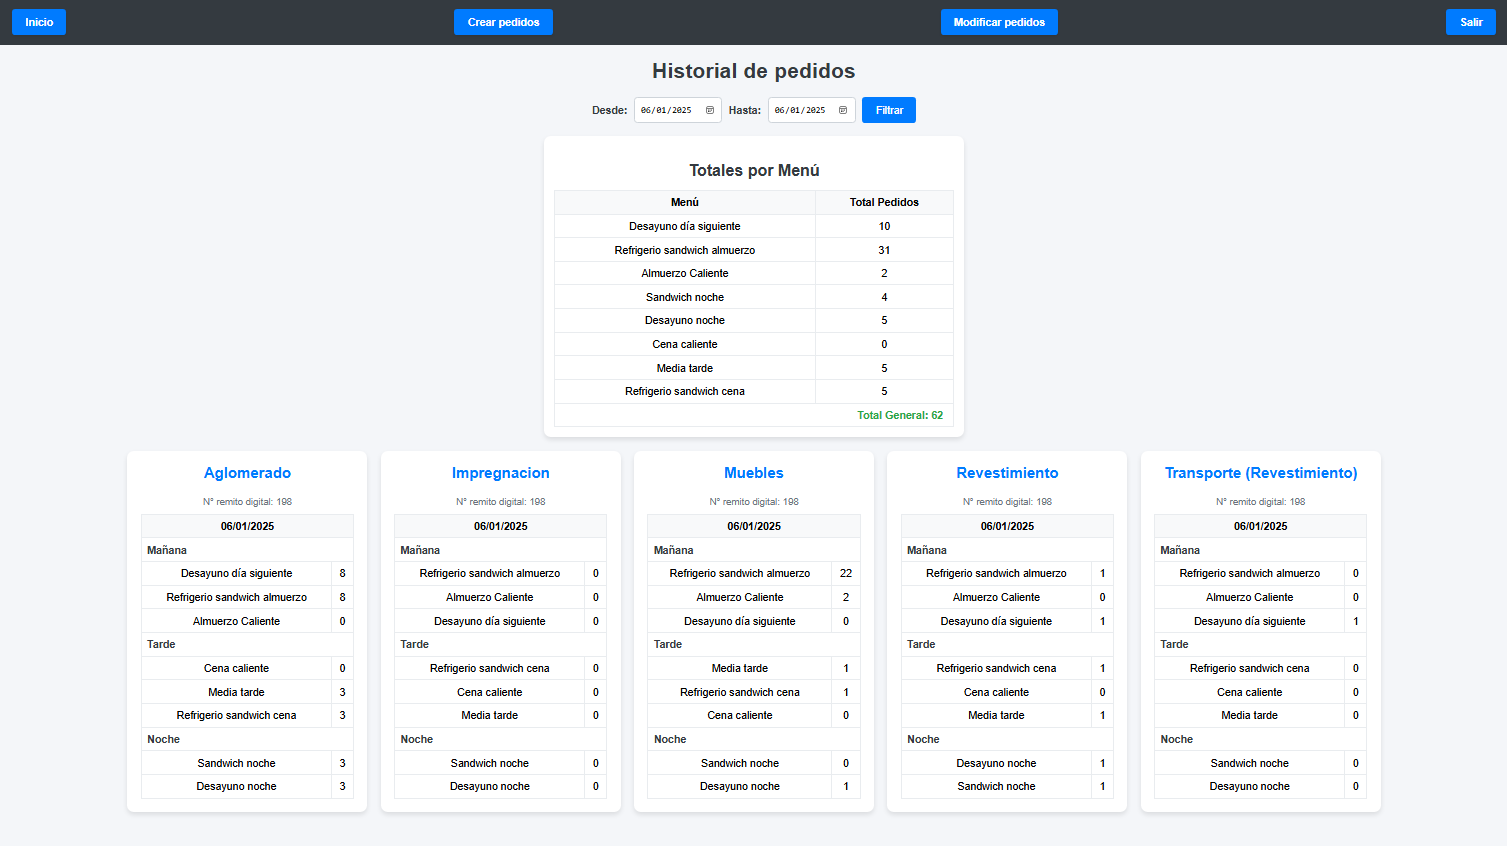 Inicio Crear pedidos Modificar pedidos Salir
Historial de pedidos
Desde: 06/01/2025 Hasta: 06/01/2025 Filtrar
Totales por Menú
Menú Total Pedidos
Desayuno día siguiente 10
Refrigerio sandwich almuerzo 31
Almuerzo Caliente 2
Sandwich noche 4
Desayuno noche 5
Cena caliente 0
Media tarde 5
Refrigerio sandwich cena 5
Total General: 62
Aglomerado
N° remito digital: 198
06/01/2025
Mañana
Desayuno día siguiente 8
Refrigerio sandwich almuerzo 8
Almuerzo Caliente 0
Tarde
Cena caliente 0
Media tarde 3
Refrigerio sandwich cena 3
Noche
Sandwich noche 3
Desayuno noche 3
Impregnacion
N° remito digital: 198
06/01/2025
Mañana
Refrigerio sandwich almuerzo 0
Almuerzo Caliente 0
Desayuno día siguiente 0
Tarde
Refrigerio sandwich cena 0
Cena caliente 0
Media tarde 0
Noche
Sandwich noche 0
Desayuno noche 0
Muebles
N° remito digital: 198
06/01/2025
Mañana
Refrigerio sandwich almuerzo 22
Almuerzo Caliente 2
Desayuno día siguiente 0
Tarde
Media tarde 1
Refrigerio sandwich cena 1
Cena caliente 0
Noche
Sandwich noche 0
Desayuno noche 1
Revestimiento
N° remito digital: 198
06/01/2025
Mañana
Refrigerio sandwich almuerzo 1
Almuerzo Caliente 0
Desayuno día siguiente 1
Tarde
Refrigerio sandwich cena 1
Cena caliente 0
Media tarde 1
Noche
Desayuno noche 1
Sandwich noche 1
Transporte (Revestimiento)
N° remito digital: 198
06/01/2025
Mañana
Refrigerio sandwich almuerzo 0
Almuerzo Caliente 0
Desayuno día siguiente 1
Tarde
Refrigerio sandwich cena 0
Cena caliente 0
Media tarde 0
Noche
Sandwich noche 0
Desayuno noche 0